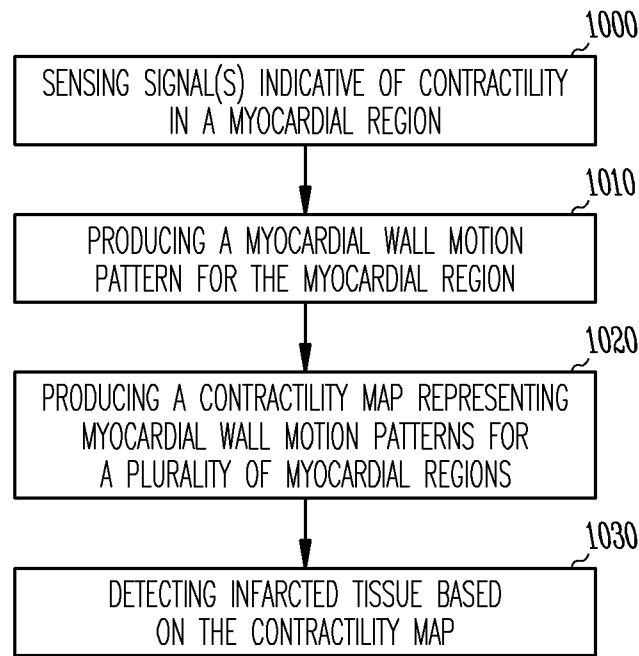 1000
SENSING SIGNAL(S) INDICATIVE OF CONTRACTILITY
IN A MYOCARDIAL REGION
1010
PRODUCING A MYOCARDIAL WALL MOTION
PATTERN FOR THE MYOCARDIAL REGION
1020
PRODUCING A CONTRACTILITY MAP REPRESENTING
MYOCARDIAL WALL MOTION PATTERNS FOR
A PLURALITY OF MYOCARDIAL REGIONS
1030
DETECTING INFARCTED TISSUE BASED
ON THE CONTRACTILITY MAP